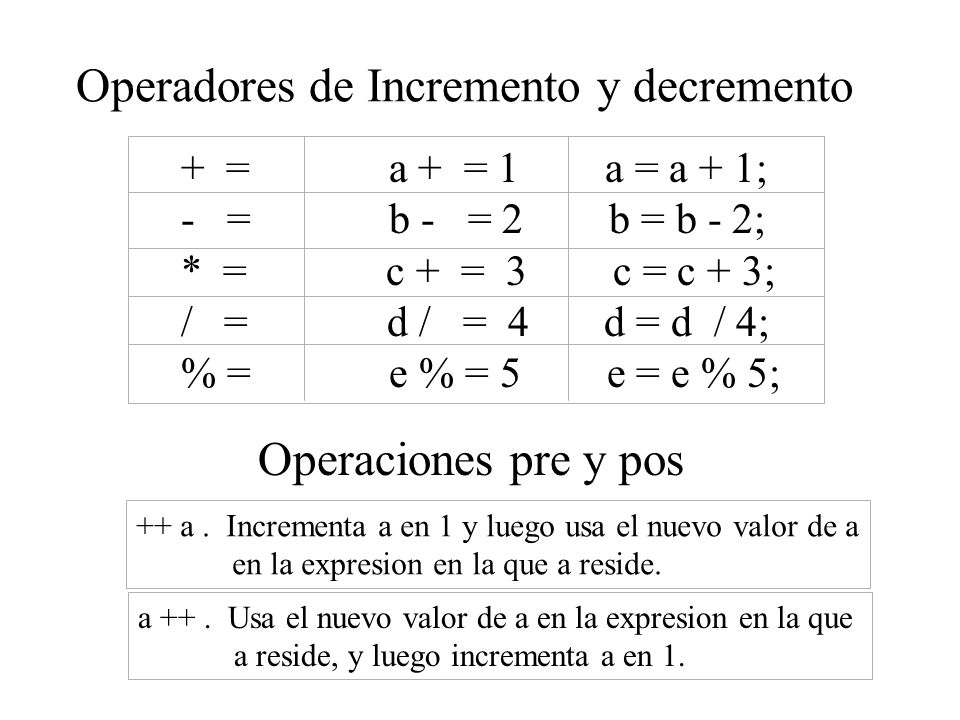 Operadores de Incremento y decremento
+ = a + = 1 a = a + 1;
- = b - = 2 b = b - 2;
* = c + = 3 c = c + 3;
/ = d / = 4 d = d / 4;
% = e % = 5 e = e % 5;
Operaciones pre y pos
++ a . Incrementa a en 1 y luego usa el nuevo valor de a
en la expresion en la que a reside.
a ++ . Usa el nuevo valor de a en la expresion en la que
a reside, y luego incrementa a en 1.